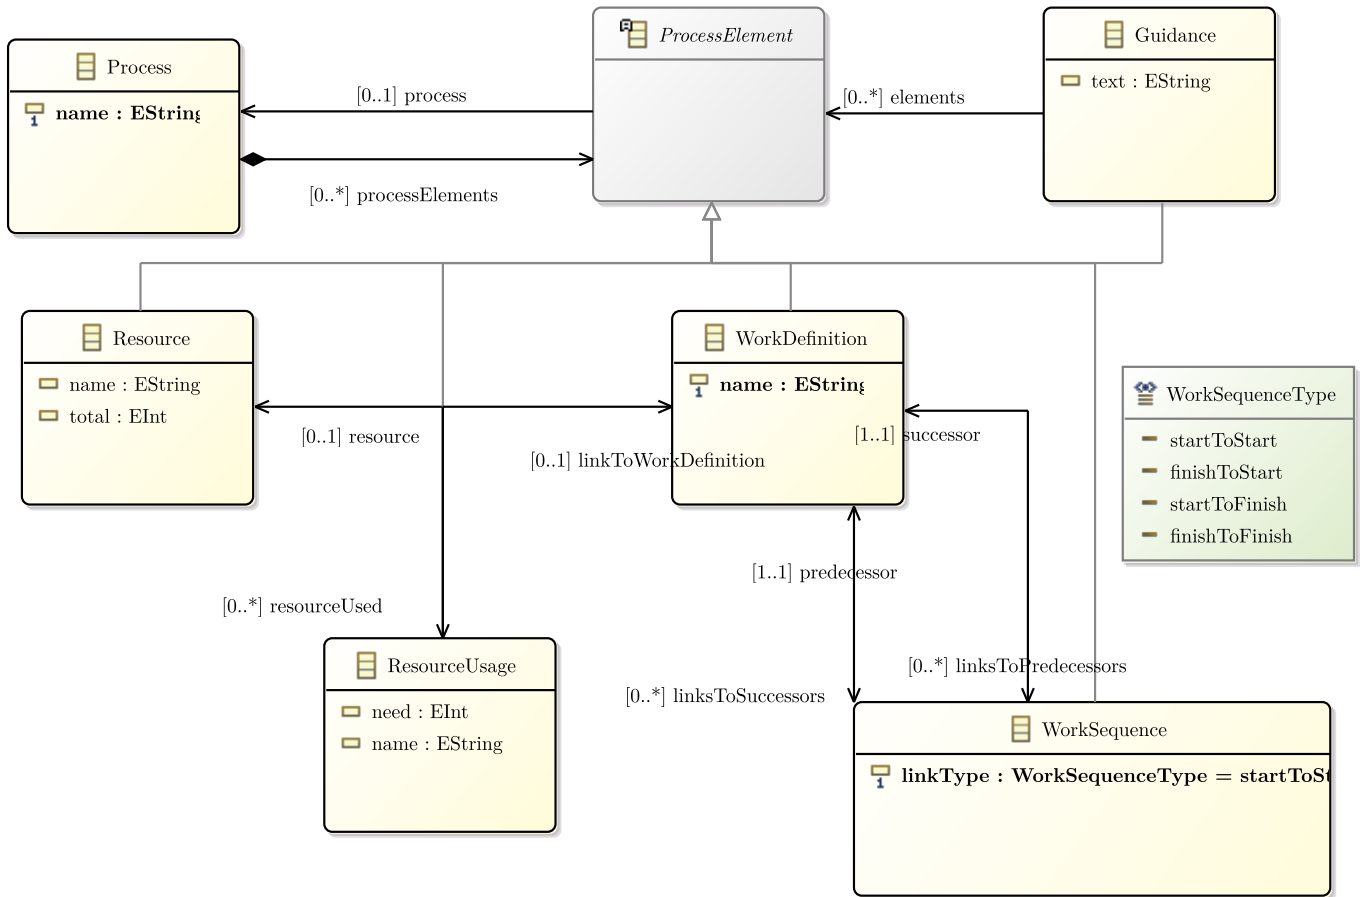 Process
name : EString
ProcessElement
Guidance
text : EString
[0..1] process
[0..*] elements
[0..*] processElements
Resource
name : EString
total : EInt
WorkDefinition
name : EString
WorkSequenceType
startToStart
finishToStart
startToFinish
finishToFinish
[0..1] resource
[0..1] linkToWorkDefinition
[1..1] successor
[1..1] predecessor
[0..*] resourceUsed
[0..*] linksToPredecessors
[0..*] linksToSuccessors
ResourceUsage
need : EInt
name : EString
WorkSequence
linkType : WorkSequenceType = startToSt